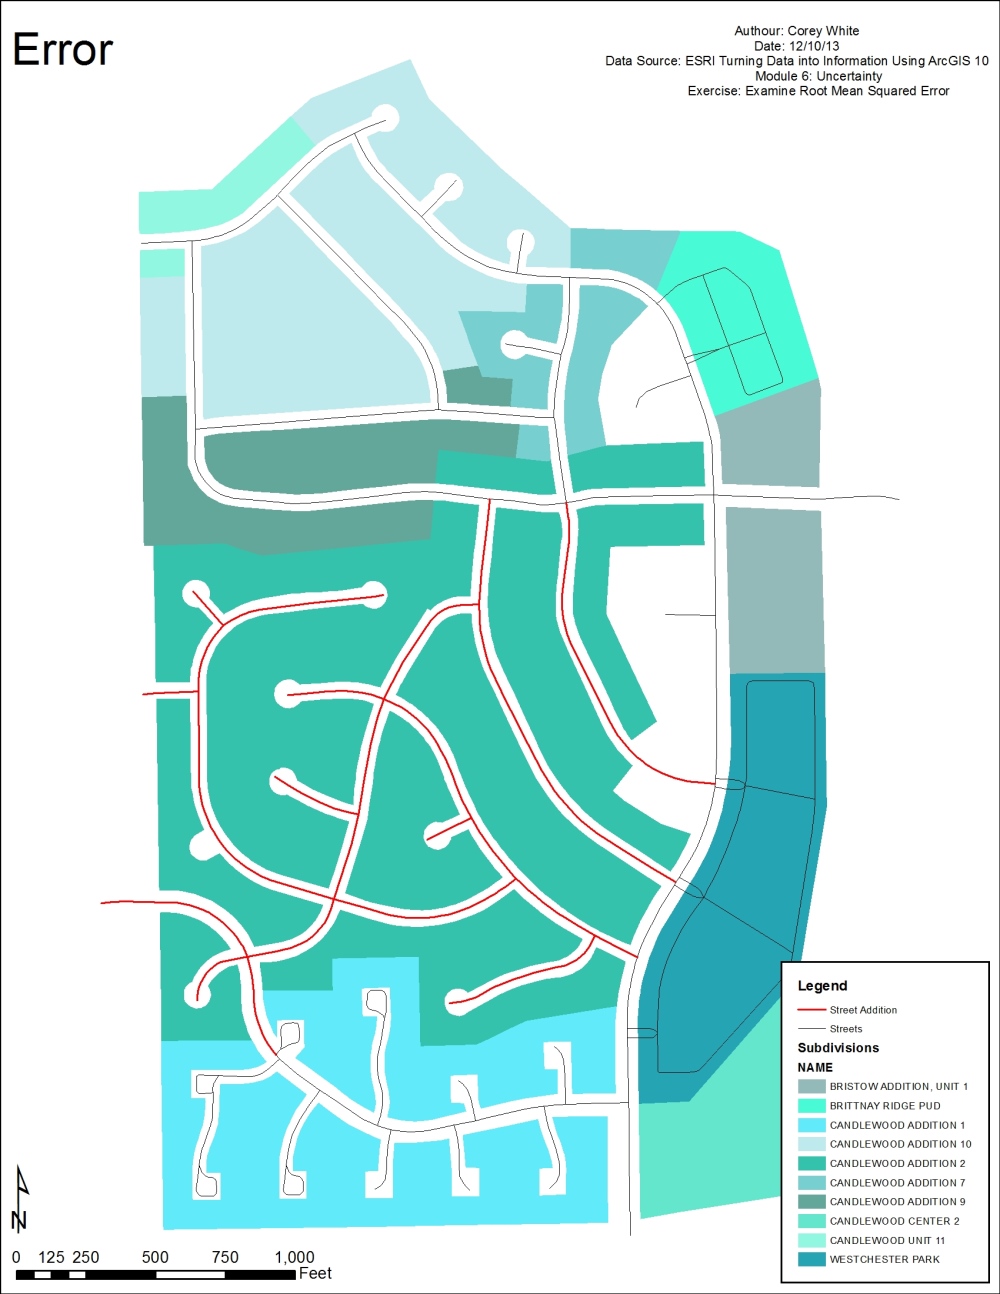 Error
Authour: Corey White
Date: 12/10/13
Data Source: ESRI Turning Data into Information Using ArcGIS 10
Module 6: Uncertainty
Exercise: Examine Root Mean Squared Error
Legend
Street Addition
Streets
Subdivisions
NAME
BRISTOW ADDITION, UNIT 1
BRITTNAY RIDGE PUD
CANDLEWOOD ADDITION 1
CANDLEWOOD ADDITION 10
CANDLEWOOD ADDITION 2
CANDLEWOOD ADDITION 7
CANDLEWOOD ADDITION 9
CANDLEWOOD CENTER 2
CANDLEWOOD UNIT 11
WESTCHESTER PARK
N
0 125 250 500 750 1,000
Feet